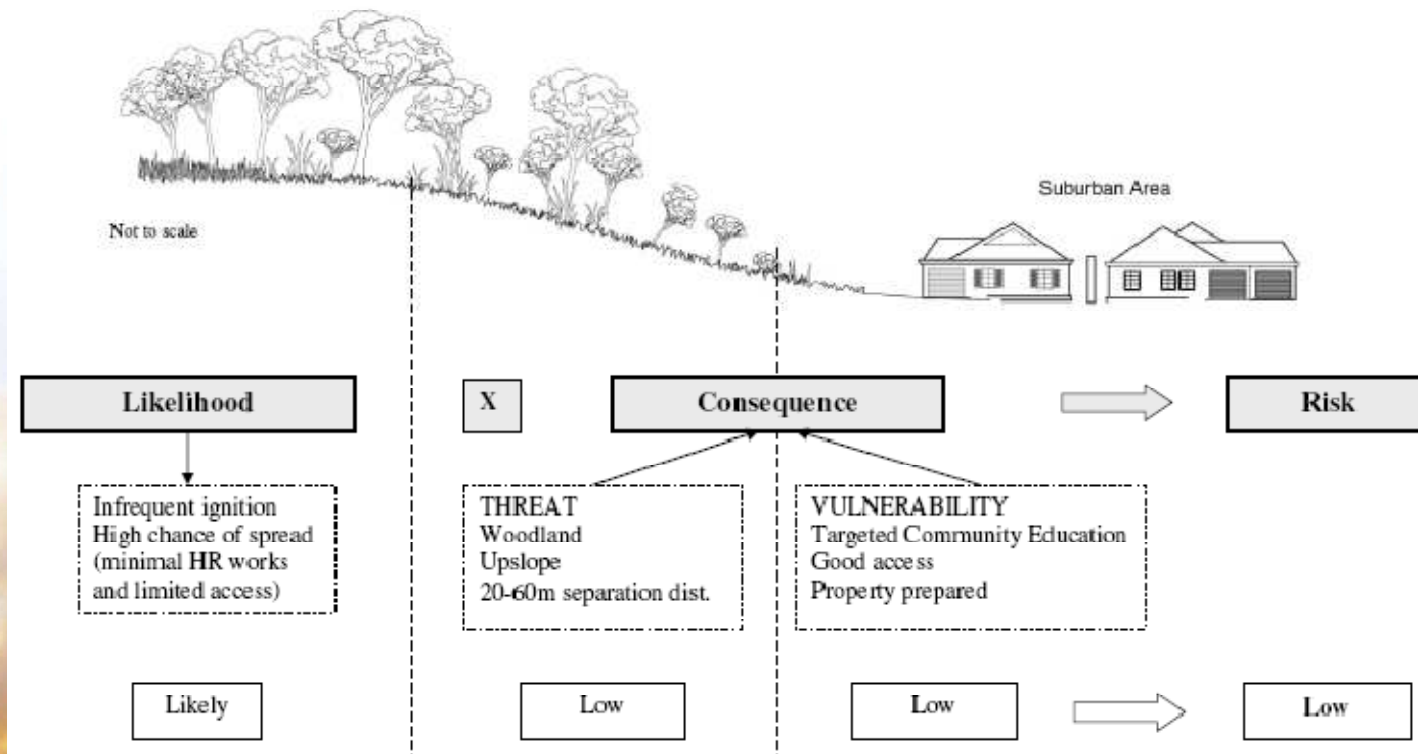 Suburban Area
Not to scale
Likelihood
X
Consequence
Risk
Infrequent ignition
High chance of spread
(minimal HR works
and limited access)
THREAT
Woodland
Upslope
20-60m separation dist.
VULNERABILITY
Targeted Community Education
Good access
Property prepared
Likely
Low
Low
Low